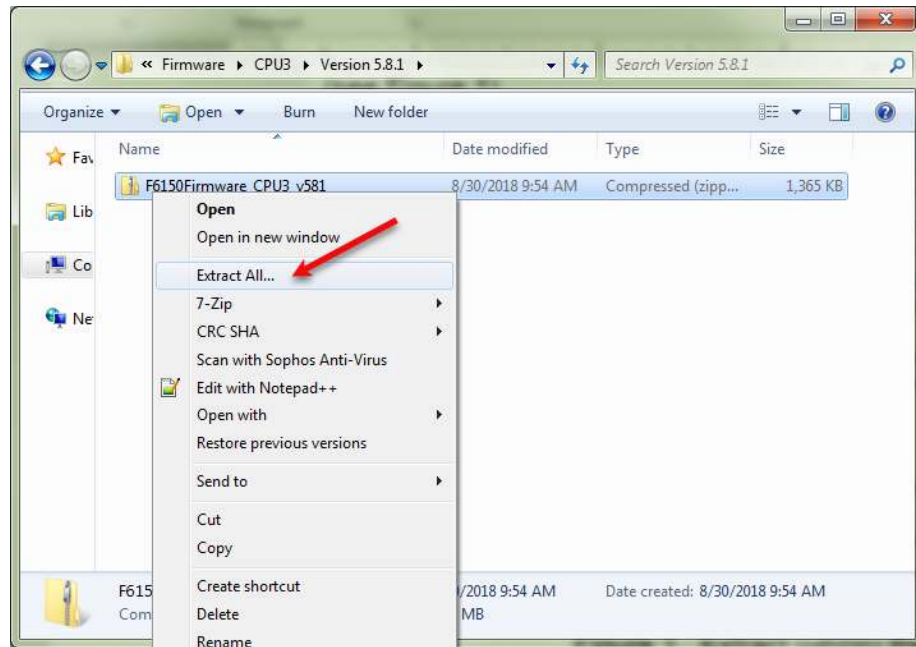 « Firmware ▸ CPU3 ▸ Version 5.8.1 ▸
Search Version 5.8.1
Organize Open Burn New folder
Name Date modified Type Size
F6150Firmware_CPU3_v581 8/30/2018 9:54 AM Compressed (zipp... 1,365 KB
Fav
Lib
Co
Ne
Open
Open in new window
Extract All...
7-Zip
CRC SHA
Scan with Sophos Anti-Virus
Edit with Notepad++
Open with
Restore previous versions
Send to
Cut
Copy
Create shortcut
Delete
Rename
F615 /2018 9:54 AM Date created: 8/30/2018 9:54 AM
Com MB